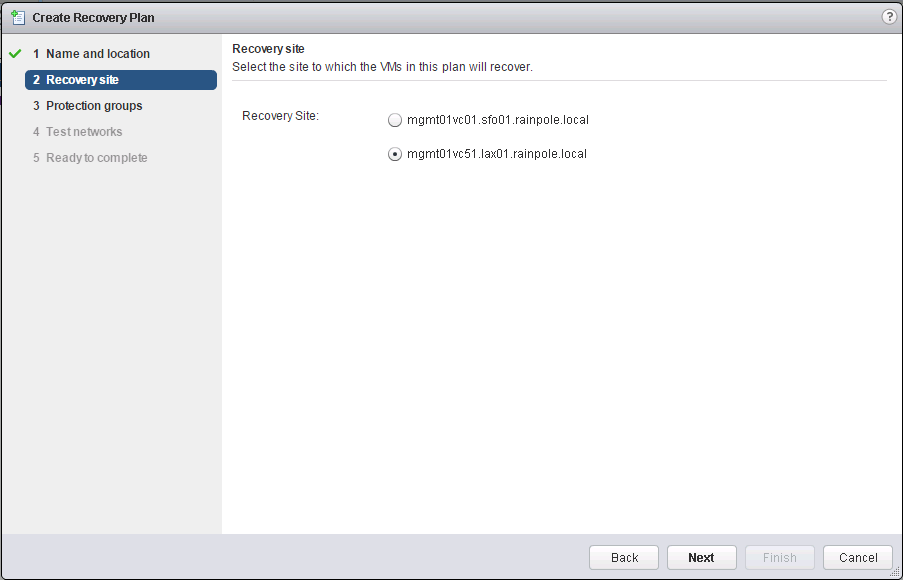 Create Recovery Plan
?
1 Name and location
2 Recovery site
3 Protection groups
4 Test networks
5 Ready to complete
Recovery site
Select the site to which the VMs in this plan will recover.
Recovery Site:
mgmt01vc01.sfo01.rainpole.local
mgmt01vc51.lax01.rainpole.local
Back Next Finish Cancel